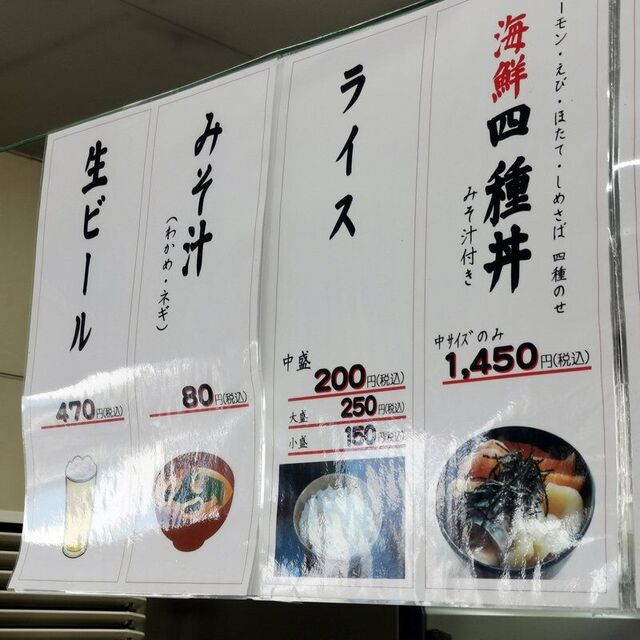 ーモン・えび・ほたて・しめさば 四種のせ
海鮮四種丼
みそ汁付き
中サイズのみ
1,450円(税込)
ライス
中盛 200円(税込)
大盛 250円(税込)
小盛 150円(税込)
みそ汁
(わかめ・ネギ)
80円(税込)
生ビール
470円(税込)